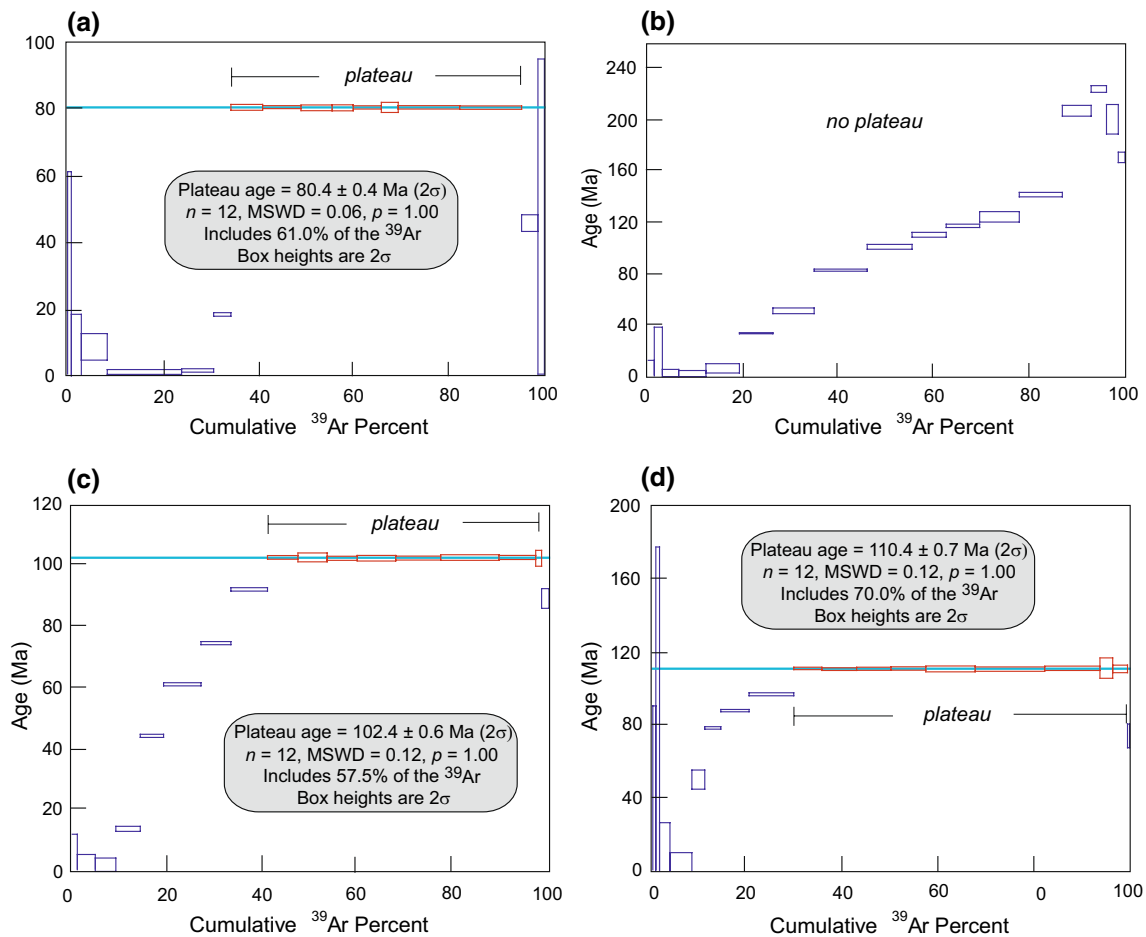 (a)
100
80
60
40
20
0
plateau
Plateau age = 80.4 ± 0.4 Ma (2σ)
n = 12, MSWD = 0.06, p = 1.00
Includes 61.0% of the ³⁹Ar
Box heights are 2σ
0 20 40 60 80 100
Cumulative ³⁹Ar Percent
(b)
240
200
160
120
80
40
0
Age (Ma)
no plateau
0 20 40 60 80 100
Cumulative ³⁹Ar Percent
(c)
120
100
80
60
40
20
0
Age (Ma)
plateau
Plateau age = 102.4 ± 0.6 Ma (2σ)
n = 12, MSWD = 0.12, p = 1.00
Includes 57.5% of the ³⁹Ar
Box heights are 2σ
0 20 40 60 80 100
Cumulative ³⁹Ar Percent
(d)
200
160
120
80
40
0
Age (Ma)
Plateau age = 110.4 ± 0.7 Ma (2σ)
n = 12, MSWD = 0.12, p = 1.00
Includes 70.0% of the ³⁹Ar
Box heights are 2σ
plateau
0 20 40 60 0 100
Cumulative ³⁹Ar Percent